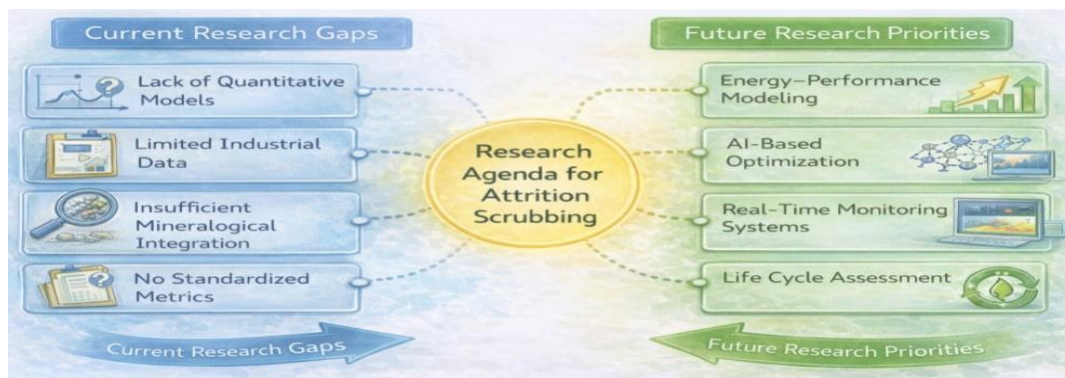 Current Research Gaps
Lack of Quantitative
Models
Limited Industrial
Data
Insufficient
Mineralogical
Integration
No Standardized
Metrics
Current Research Gaps
Research
Agenda for
Attrition
Scrubbing
Future Research Priorities
Energy–Performance
Modeling
AI-Based
Optimization
Real-Time Monitoring
Systems
Life Cycle Assessment
Future Research Priorities